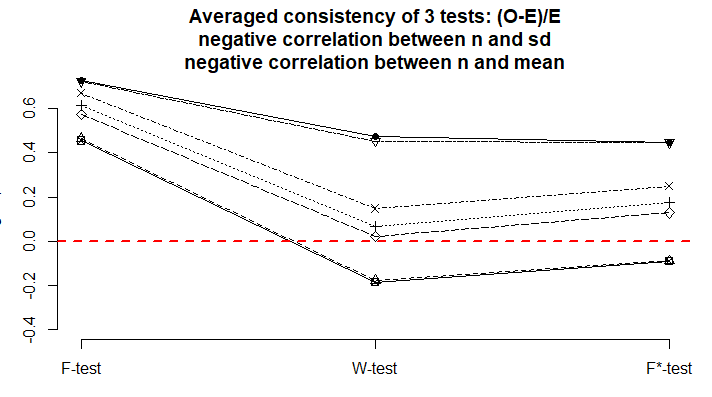 Averaged consistency of 3 tests: (O-E)/E
negative correlation between n and sd
negative correlation between n and mean
0.6
0.4
0.2
0.0
-0.2
-0.4
F-test W-test F*-test